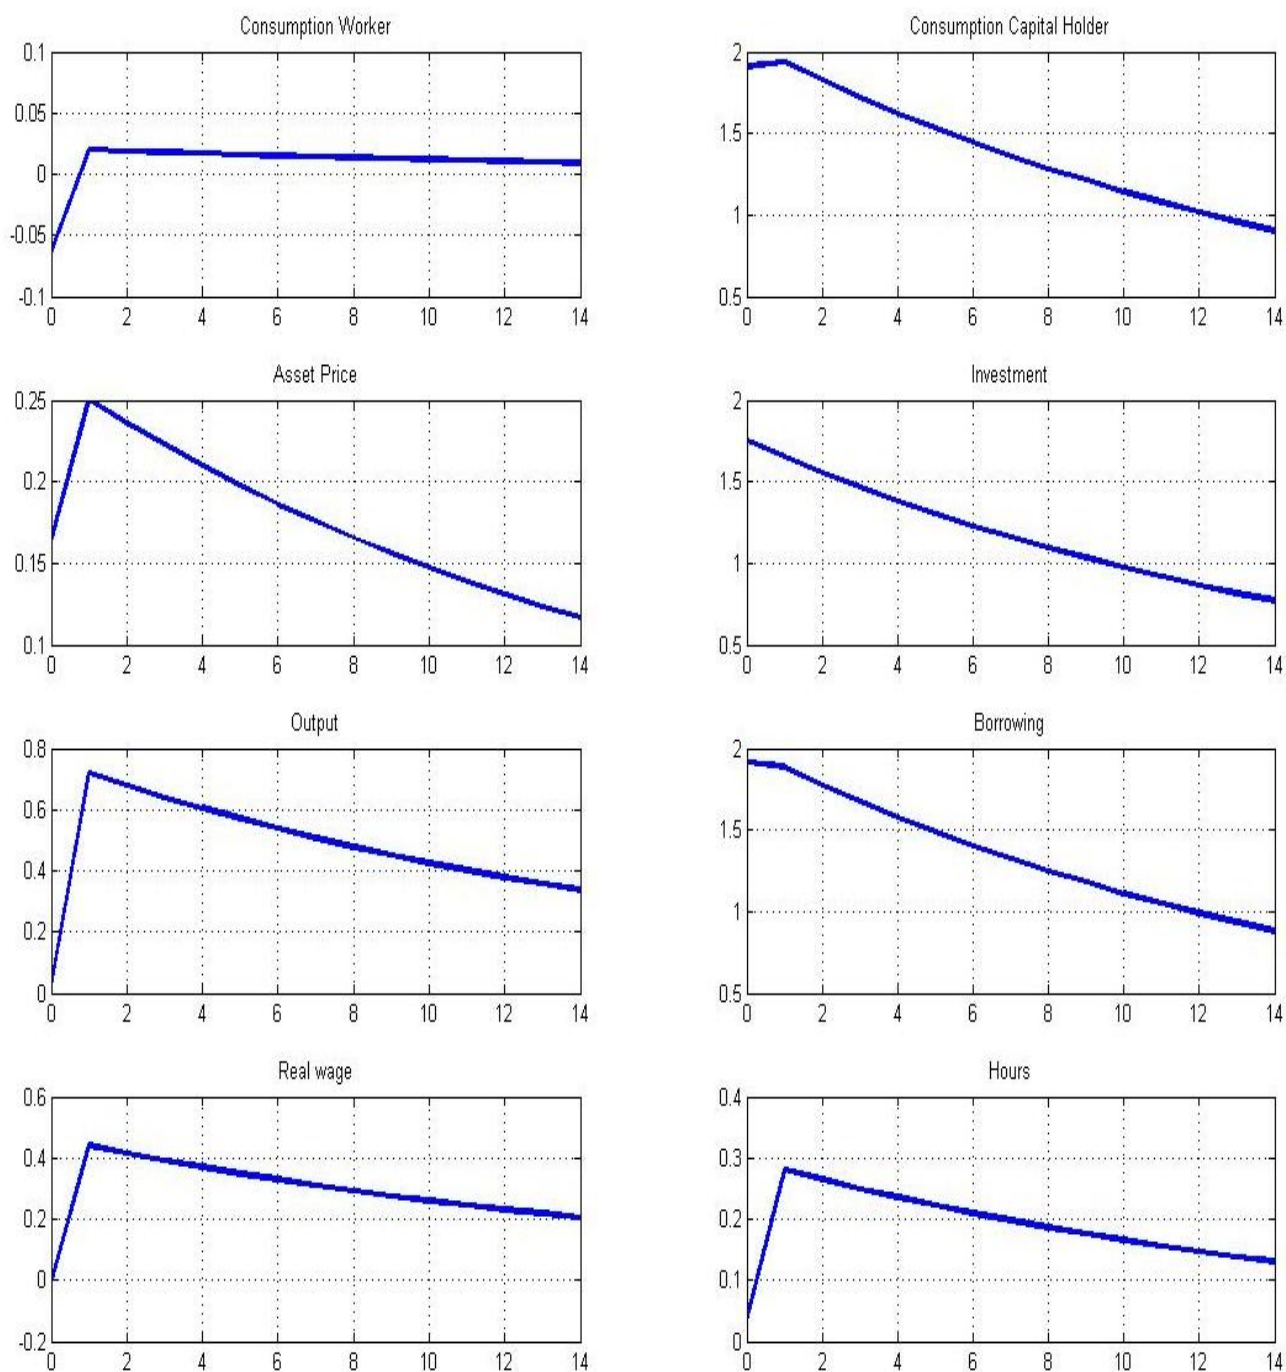 Consumption Worker
0.1
0.05
0
-0.05
-0.1
0 2 4 6 8 10 12 14
Consumption Capital Holder
2
1.5
1
0.5
0 2 4 6 8 10 12 14
Asset Price
0.25
0.2
0.15
0.1
0 2 4 6 8 10 12 14
Investment
2
1.5
1
0.5
0 2 4 6 8 10 12 14
Output
0.8
0.6
0.4
0.2
0
0 2 4 6 8 10 12 14
Borrowing
2
1.5
1
0.5
0 2 4 6 8 10 12 14
Real wage
0.6
0.4
0.2
0
-0.2
0 2 4 6 8 10 12 14
Hours
0.4
0.3
0.2
0.1
0
0 2 4 6 8 10 12 14